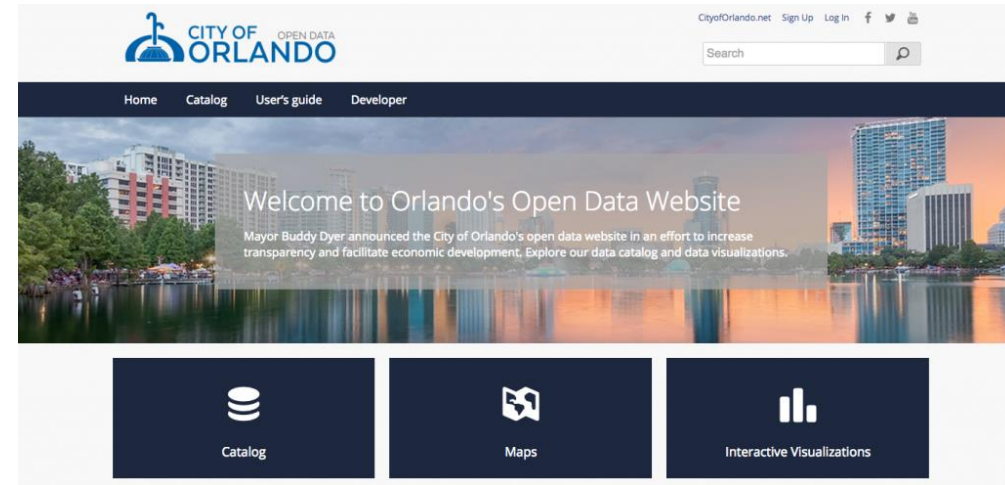 CITY OF OPEN DATA
ORLANDO
CityofOrlando.net Sign Up Log In
Search
Home Catalog User's guide Developer
Welcome to Orlando's Open Data Website
Mayor Buddy Dyer announced the City of Orlando's open data website in an effort to increase
transparency and facilitate economic development. Explore our data catalog and data visualizations.
Catalog Maps Interactive Visualizations